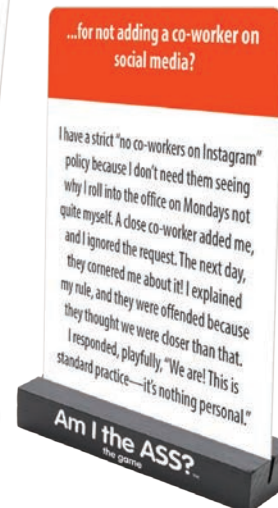 ...for not adding a co-worker on
social media?
I have a strict “no co-workers on Instagram”
policy because I don’t need them seeing
why I roll into the office on Mondays not
quite myself. A close co-worker added me,
and I ignored the request. The next day,
they cornered me about it! I explained
my rule, and they were offended because
they thought we were closer than that.
I responded, playfully, “We are! This is
standard practice—it’s nothing personal.”
Am I the ASS?™
the game